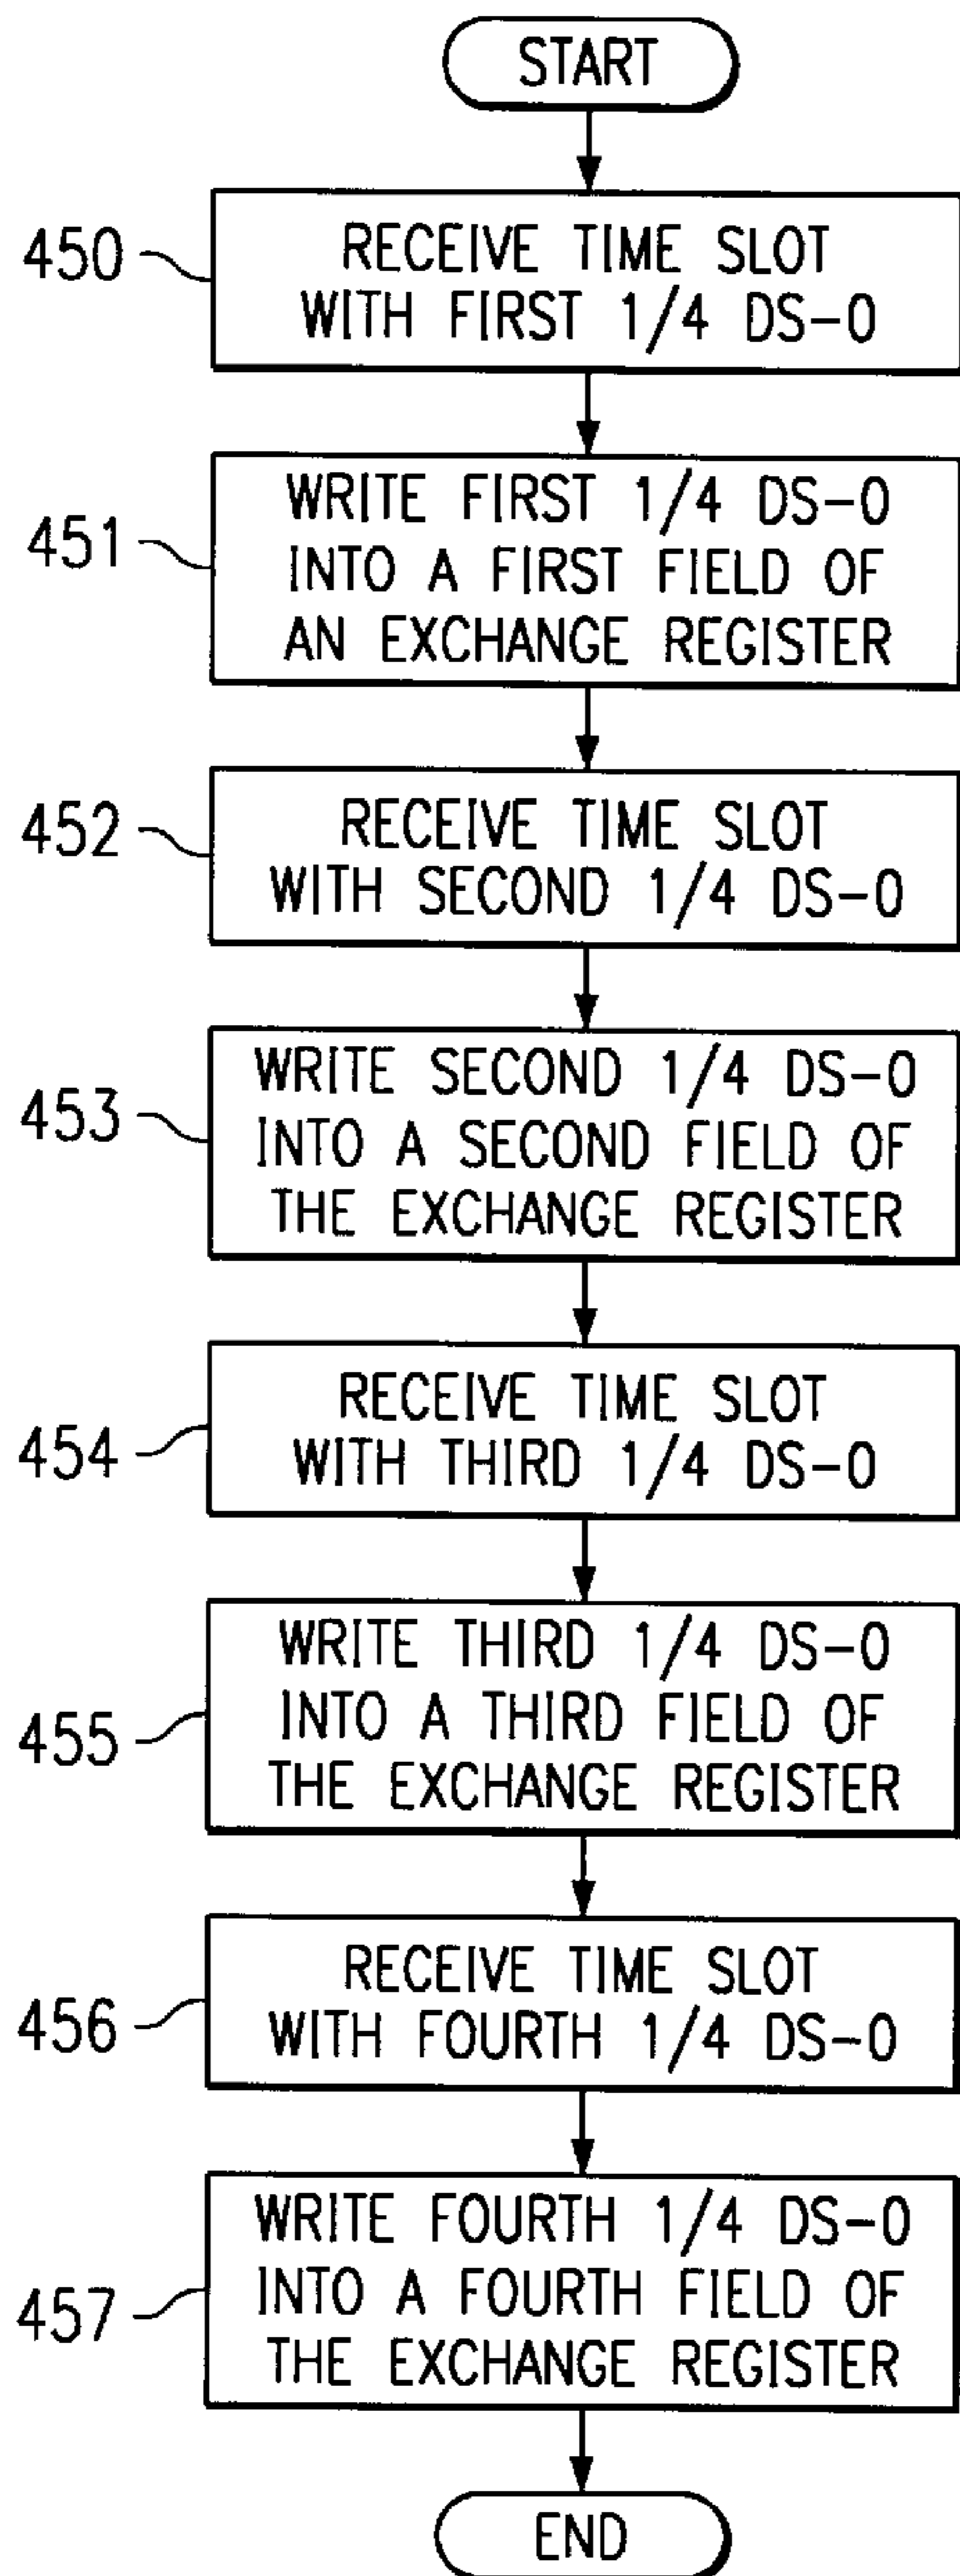 START
450
RECEIVE TIME SLOT
WITH FIRST 1/4 DS-0
451
WRITE FIRST 1/4 DS-0
INTO A FIRST FIELD OF
AN EXCHANGE REGISTER
452
RECEIVE TIME SLOT
WITH SECOND 1/4 DS-0
453
WRITE SECOND 1/4 DS-0
INTO A SECOND FIELD OF
THE EXCHANGE REGISTER
454
RECEIVE TIME SLOT
WITH THIRD 1/4 DS-0
455
WRITE THIRD 1/4 DS-0
INTO A THIRD FIELD OF
THE EXCHANGE REGISTER
456
RECEIVE TIME SLOT
WITH FOURTH 1/4 DS-0
457
WRITE FOURTH 1/4 DS-0
INTO A FOURTH FIELD OF
THE EXCHANGE REGISTER
END